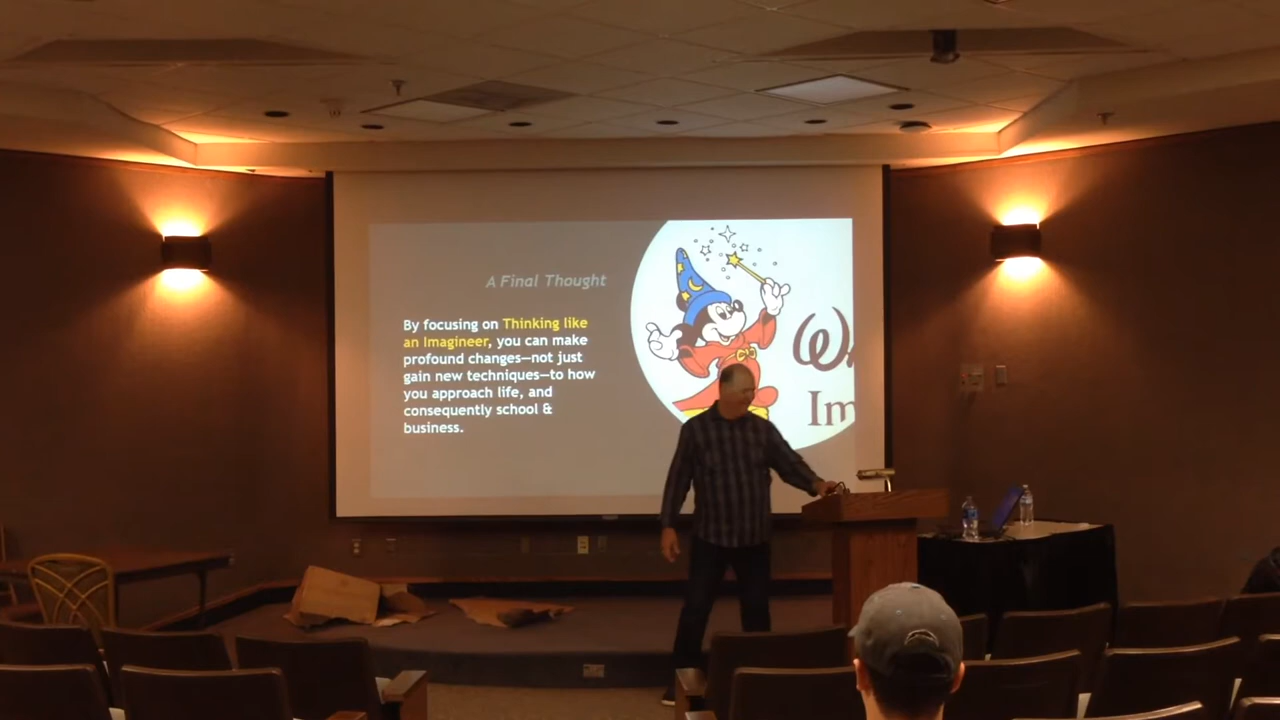 A Final Thought
By focusing on Thinking like
an Imagineer, you can make
profound changes—not just
gain new techniques—to how
you approach life, and
consequently school &
business.
Im